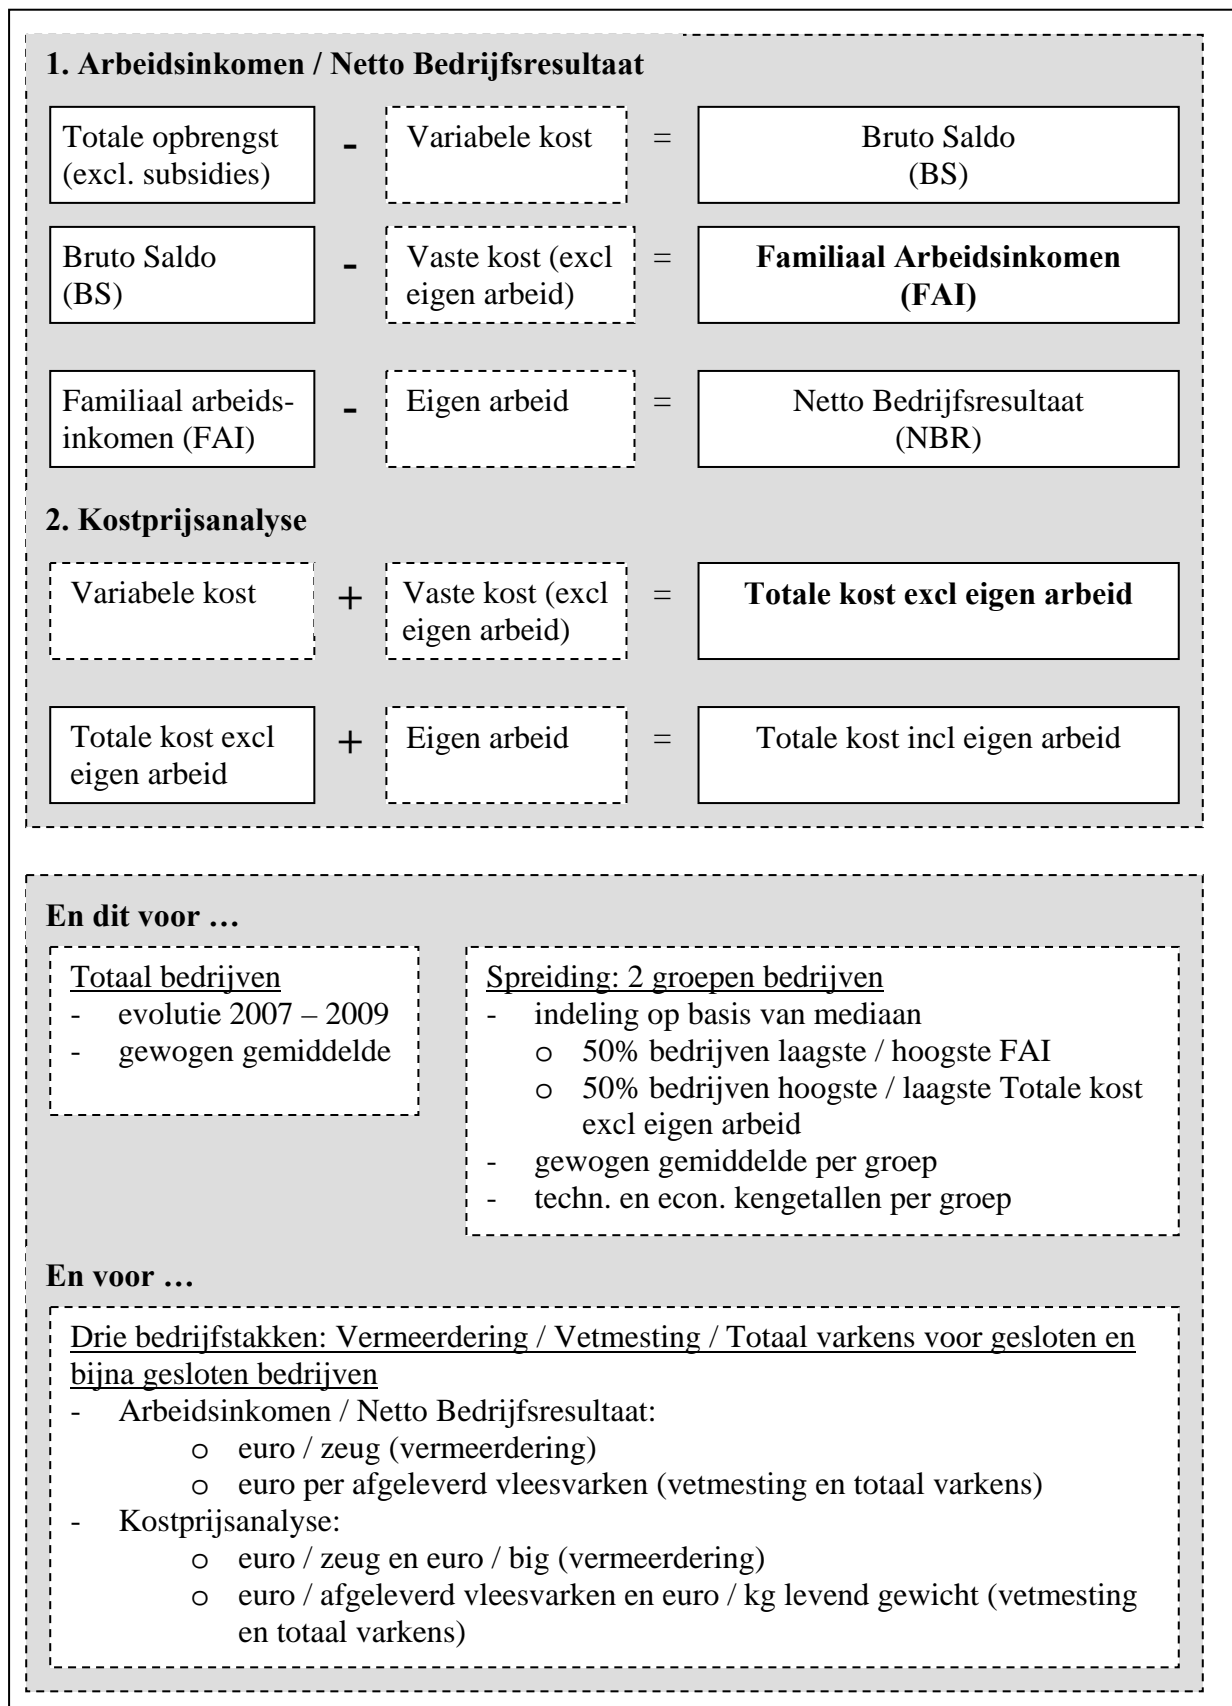 1. Arbeidsinkomen / Netto Bedrijfsresultaat
Totale opbrengst
(excl. subsidies)
-
Variabele kost
=
Bruto Saldo
(BS)
Bruto Saldo
(BS)
-
Vaste kost (excl
eigen arbeid)
=
Familiaal Arbeidsinkomen
(FAI)
Familiaal arbeids-
inkomen (FAI)
-
Eigen arbeid
=
Netto Bedrijfsresultaat
(NBR)
2. Kostprijsanalyse
Variabele kost
+
Vaste kost (excl
eigen arbeid)
=
Totale kost excl eigen arbeid
Totale kost excl
eigen arbeid
+
Eigen arbeid
=
Totale kost incl eigen arbeid
En dit voor …
Totaal bedrijven
- evolutie 2007 – 2009
- gewogen gemiddelde
Spreiding: 2 groepen bedrijven
- indeling op basis van mediaan
o 50% bedrijven laagste / hoogste FAI
o 50% bedrijven hoogste / laagste Totale kost
excl eigen arbeid
- gewogen gemiddelde per groep
- techn. en econ. kengetallen per groep
En voor …
Drie bedrijfstakken: Vermeerdering / Vetmesting / Totaal varkens voor gesloten en
bijna gesloten bedrijven
- Arbeidsinkomen / Netto Bedrijfsresultaat:
o euro / zeug (vermeerdering)
o euro per afgeleverd vleesvarken (vetmesting en totaal varkens)
- Kostprijsanalyse:
o euro / zeug en euro / big (vermeerdering)
o euro / afgeleverd vleesvarken en euro / kg levend gewicht (vetmesting
en totaal varkens)